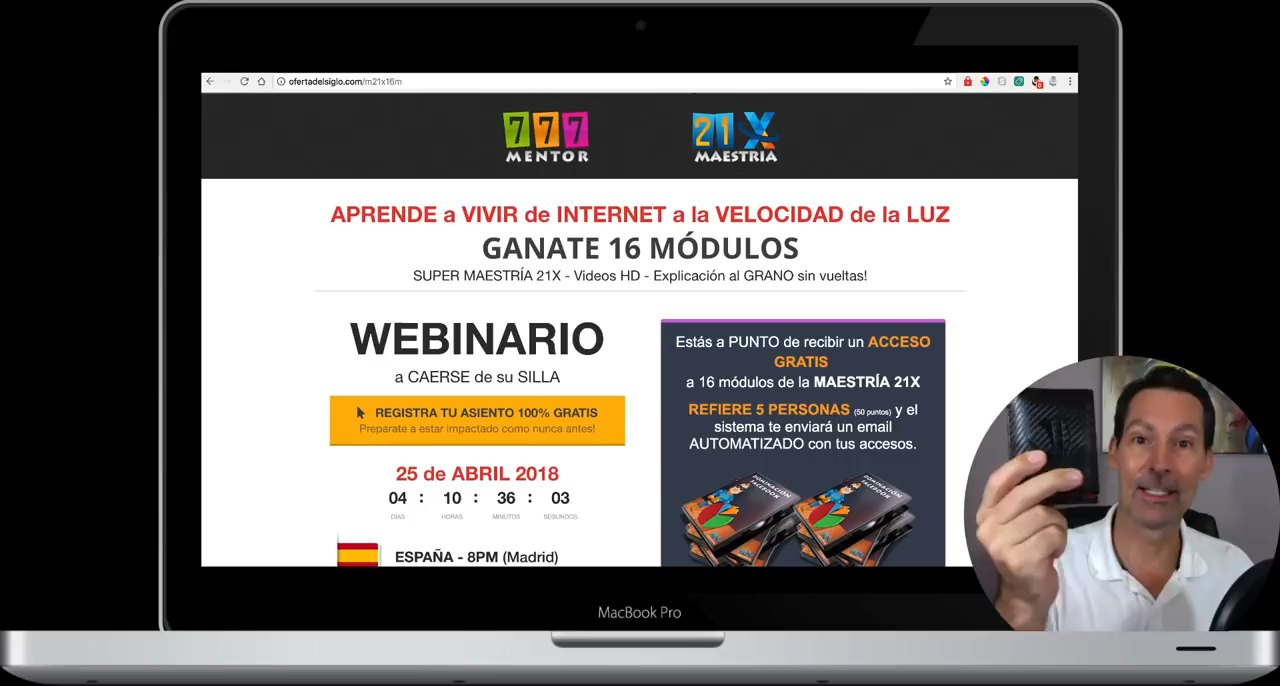 ofertadelsiglo.com/m21x16m
777
MENTOR
21X
MAESTRIA
APRENDE a VIVIR de INTERNET a la VELOCIDAD de la LUZ
GANATE 16 MÓDULOS
SUPER MAESTRÍA 21X - Videos HD - Explicación al GRANO sin vueltas!
WEBINARIO
a CAERSE de su SILLA
REGISTRA TU ASIENTO 100% GRATIS
Preparate a estar impactado como nunca antes!
25 de ABRIL 2018
04 : 10 : 36 : 03
DÍAS HORAS MINUTOS SEGUNDOS
ESPAÑA - 8PM (Madrid)
Estás a PUNTO de recibir un ACCESO
GRATIS
a 16 módulos de la MAESTRÍA 21X
REFIERE 5 PERSONAS (50 puntos) y el
sistema te enviará un email
AUTOMATIZADO con tus accesos.
DOMINACIÓN
FACEBOOK
DOMINACIÓN
FACEBOOK
MacBook Pro